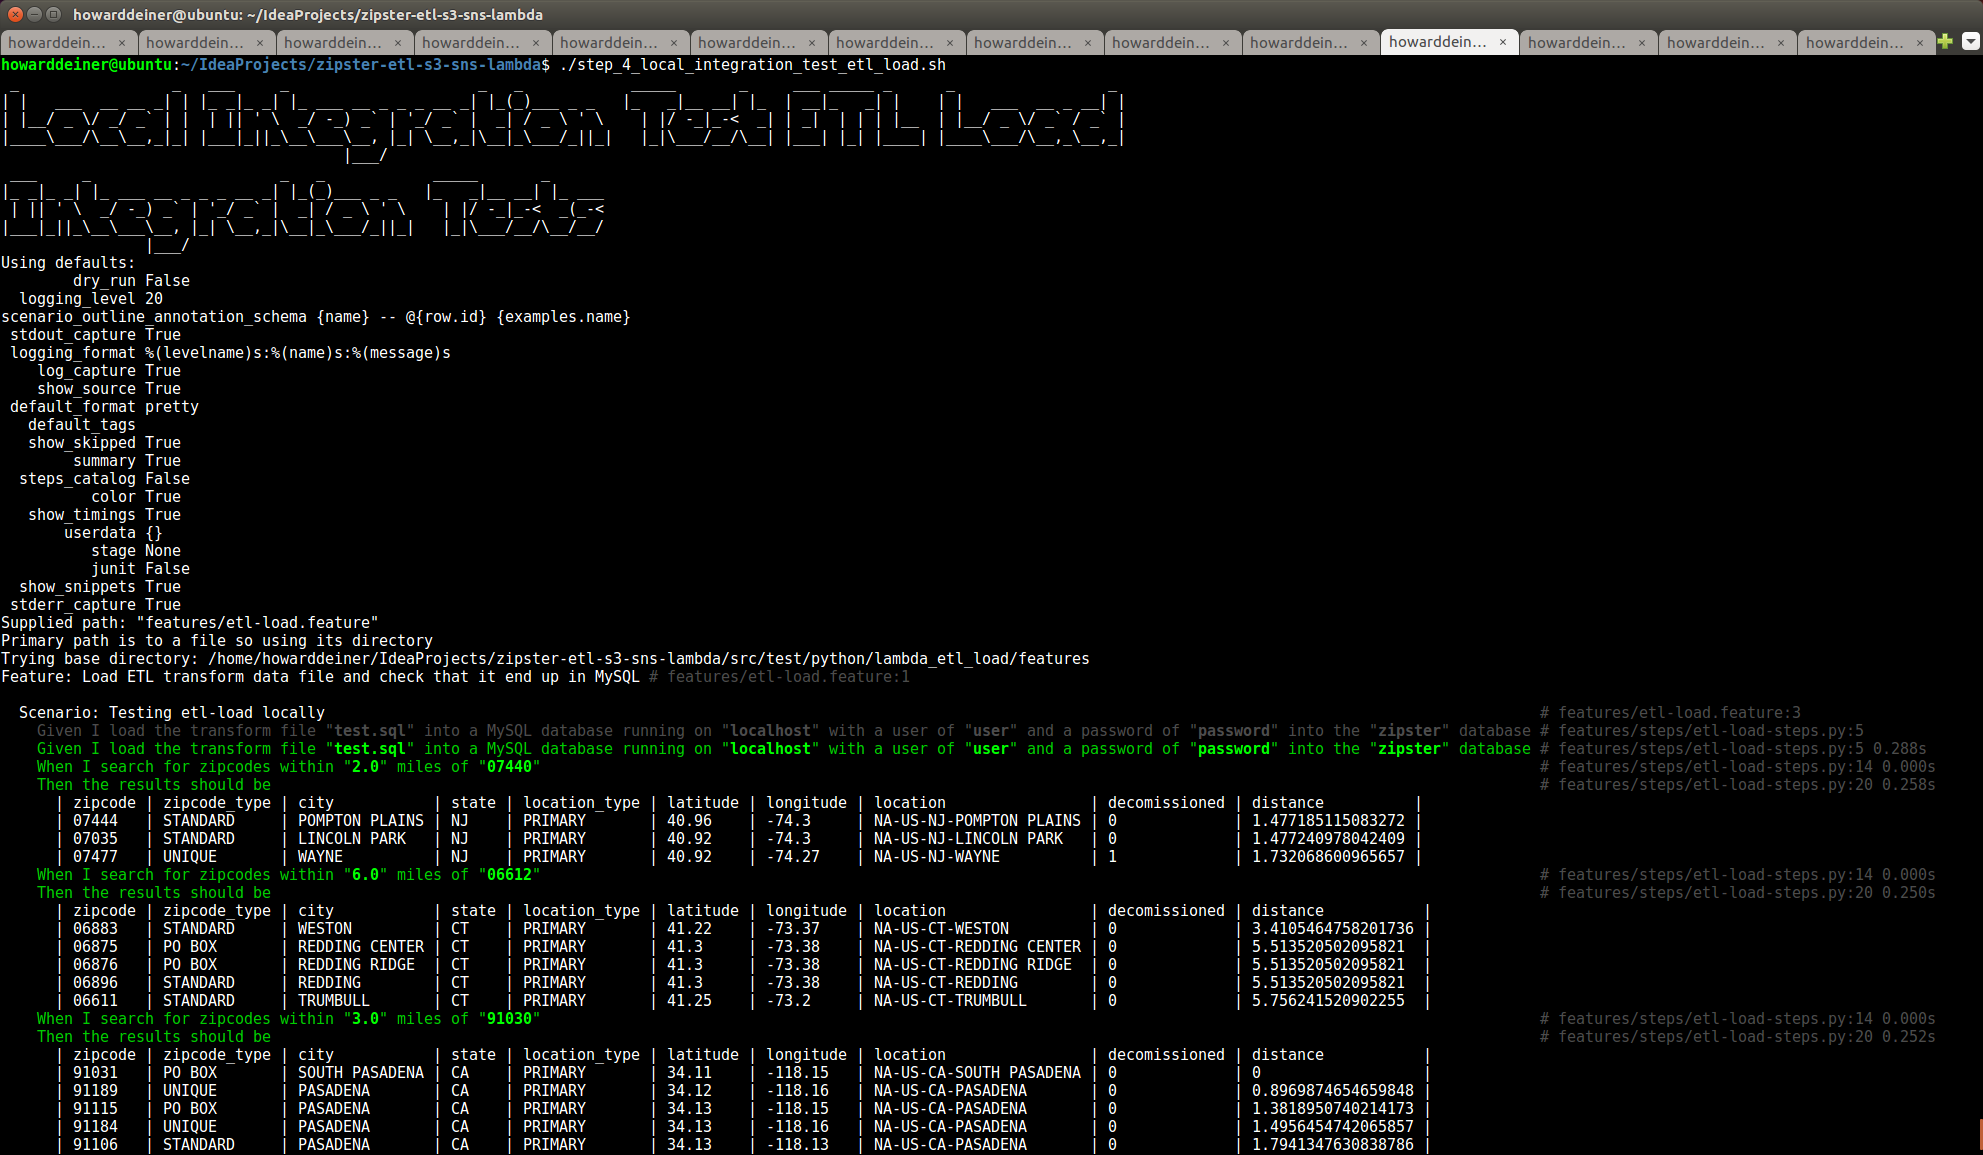 howarddeiner@ubuntu: ~/IdeaProjects/zipster-etl-s3-sns-lambda
howarddein... × howarddein... × howarddein... × howarddein... × howarddein... × howarddein... × howarddein... × howarddein... × howarddein... × howarddein... × howarddein... × howarddein... × howarddein... × howarddein... ×
howarddeiner@ubuntu:~/IdeaProjects/zipster-etl-s3-sns-lambda$ ./step_4_local_integration_test_etl_load.sh
Local Integration Test ETL Load
Integration Tests
Using defaults:
dry_run False
logging_level 20
scenario_outline_annotation_schema {name} -- @{row.id} {examples.name}
stdout_capture True
logging_format %(levelname)s:%(name)s:%(message)s
log_capture True
show_source True
default_format pretty
default_tags
show_skipped True
summary True
steps_catalog False
color True
show_timings True
userdata {}
stage None
junit False
show_snippets True
stderr_capture True
Supplied path: "features/etl-load.feature"
Primary path is to a file so using its directory
Trying base directory: /home/howarddeiner/IdeaProjects/zipster-etl-s3-sns-lambda/src/test/python/lambda_etl_load/features
Feature: Load ETL transform data file and check that it end up in MySQL # features/etl-load.feature:1
Scenario: Testing etl-load locally # features/etl-load.feature:3
Given I load the transform file "test.sql" into a MySQL database running on "localhost" with a user of "user" and a password of "password" into the "zipster" database # features/steps/etl-load-steps.py:5
Given I load the transform file "test.sql" into a MySQL database running on "localhost" with a user of "user" and a password of "password" into the "zipster" database # features/steps/etl-load-steps.py:5 0.288s
When I search for zipcodes within "2.0" miles of "07440" # features/steps/etl-load-steps.py:14 0.000s
Then the results should be # features/steps/etl-load-steps.py:20 0.258s
| zipcode | zipcode_type | city | state | location_type | latitude | longitude | location | decomissioned | distance |
| 07444 | STANDARD | POMPTON PLAINS | NJ | PRIMARY | 40.96 | -74.3 | NA-US-NJ-POMPTON PLAINS | 0 | 1.477185115083272 |
| 07035 | STANDARD | LINCOLN PARK | NJ | PRIMARY | 40.92 | -74.3 | NA-US-NJ-LINCOLN PARK | 0 | 1.477240978042409 |
| 07477 | UNIQUE | WAYNE | NJ | PRIMARY | 40.92 | -74.27 | NA-US-NJ-WAYNE | 1 | 1.732068600965657 |
When I search for zipcodes within "6.0" miles of "06612" # features/steps/etl-load-steps.py:14 0.000s
Then the results should be # features/steps/etl-load-steps.py:20 0.250s
| zipcode | zipcode_type | city | state | location_type | latitude | longitude | location | decomissioned | distance |
| 06883 | STANDARD | WESTON | CT | PRIMARY | 41.22 | -73.37 | NA-US-CT-WESTON | 0 | 3.4105464758201736 |
| 06875 | PO BOX | REDDING CENTER | CT | PRIMARY | 41.3 | -73.38 | NA-US-CT-REDDING CENTER | 0 | 5.513520502095821 |
| 06876 | PO BOX | REDDING RIDGE | CT | PRIMARY | 41.3 | -73.38 | NA-US-CT-REDDING RIDGE | 0 | 5.513520502095821 |
| 06896 | STANDARD | REDDING | CT | PRIMARY | 41.3 | -73.38 | NA-US-CT-REDDING | 0 | 5.513520502095821 |
| 06611 | STANDARD | TRUMBULL | CT | PRIMARY | 41.25 | -73.2 | NA-US-CT-TRUMBULL | 0 | 5.756241520902255 |
When I search for zipcodes within "3.0" miles of "91030" # features/steps/etl-load-steps.py:14 0.000s
Then the results should be # features/steps/etl-load-steps.py:20 0.252s
| zipcode | zipcode_type | city | state | location_type | latitude | longitude | location | decomissioned | distance |
| 91031 | PO BOX | SOUTH PASADENA | CA | PRIMARY | 34.11 | -118.15 | NA-US-CA-SOUTH PASADENA | 0 | 0 |
| 91189 | UNIQUE | PASADENA | CA | PRIMARY | 34.12 | -118.16 | NA-US-CA-PASADENA | 0 | 0.8969874654659848 |
| 91115 | PO BOX | PASADENA | CA | PRIMARY | 34.13 | -118.15 | NA-US-CA-PASADENA | 0 | 1.3818950740214173 |
| 91184 | UNIQUE | PASADENA | CA | PRIMARY | 34.13 | -118.16 | NA-US-CA-PASADENA | 0 | 1.4956454742065857 |
| 91106 | STANDARD | PASADENA | CA | PRIMARY | 34.13 | -118.13 | NA-US-CA-PASADENA | 0 | 1.7941347630838786 |